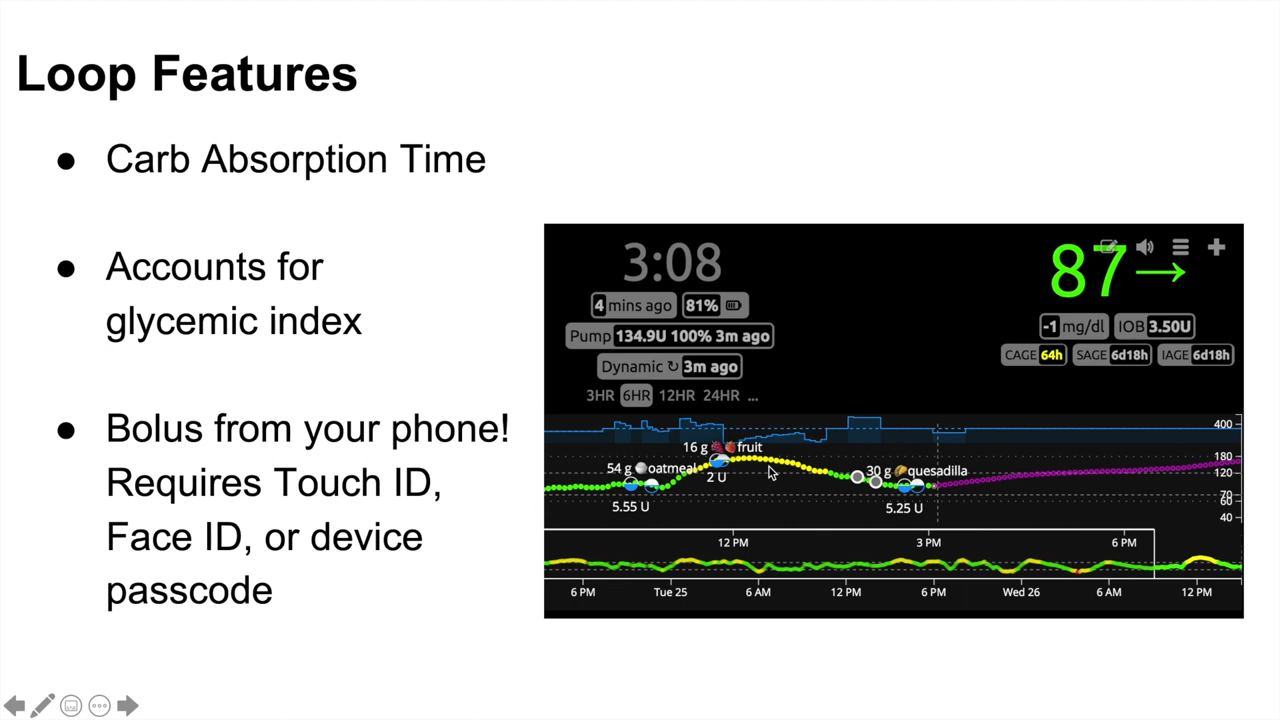 Loop Features
● Carb Absorption Time
● Accounts for
glycemic index
● Bolus from your phone!
Requires Touch ID,
Face ID, or device
passcode
3:08
4 mins ago 81%
Pump 134.9U 100% 3m ago
Dynamic ↻ 3m ago
3HR 6HR 12HR 24HR ...
87→
-1 mg/dl IOB 3.50U
CAGE 64h SAGE 6d18h IAGE 6d18h
400
180
120
70
60
40
16 g fruit
54 g oatmeal
2 U
5.55 U
30 g quesadilla
5.25 U
12 PM 3 PM 6 PM
6 PM Tue 25 6 AM 12 PM 6 PM Wed 26 6 AM 12 PM